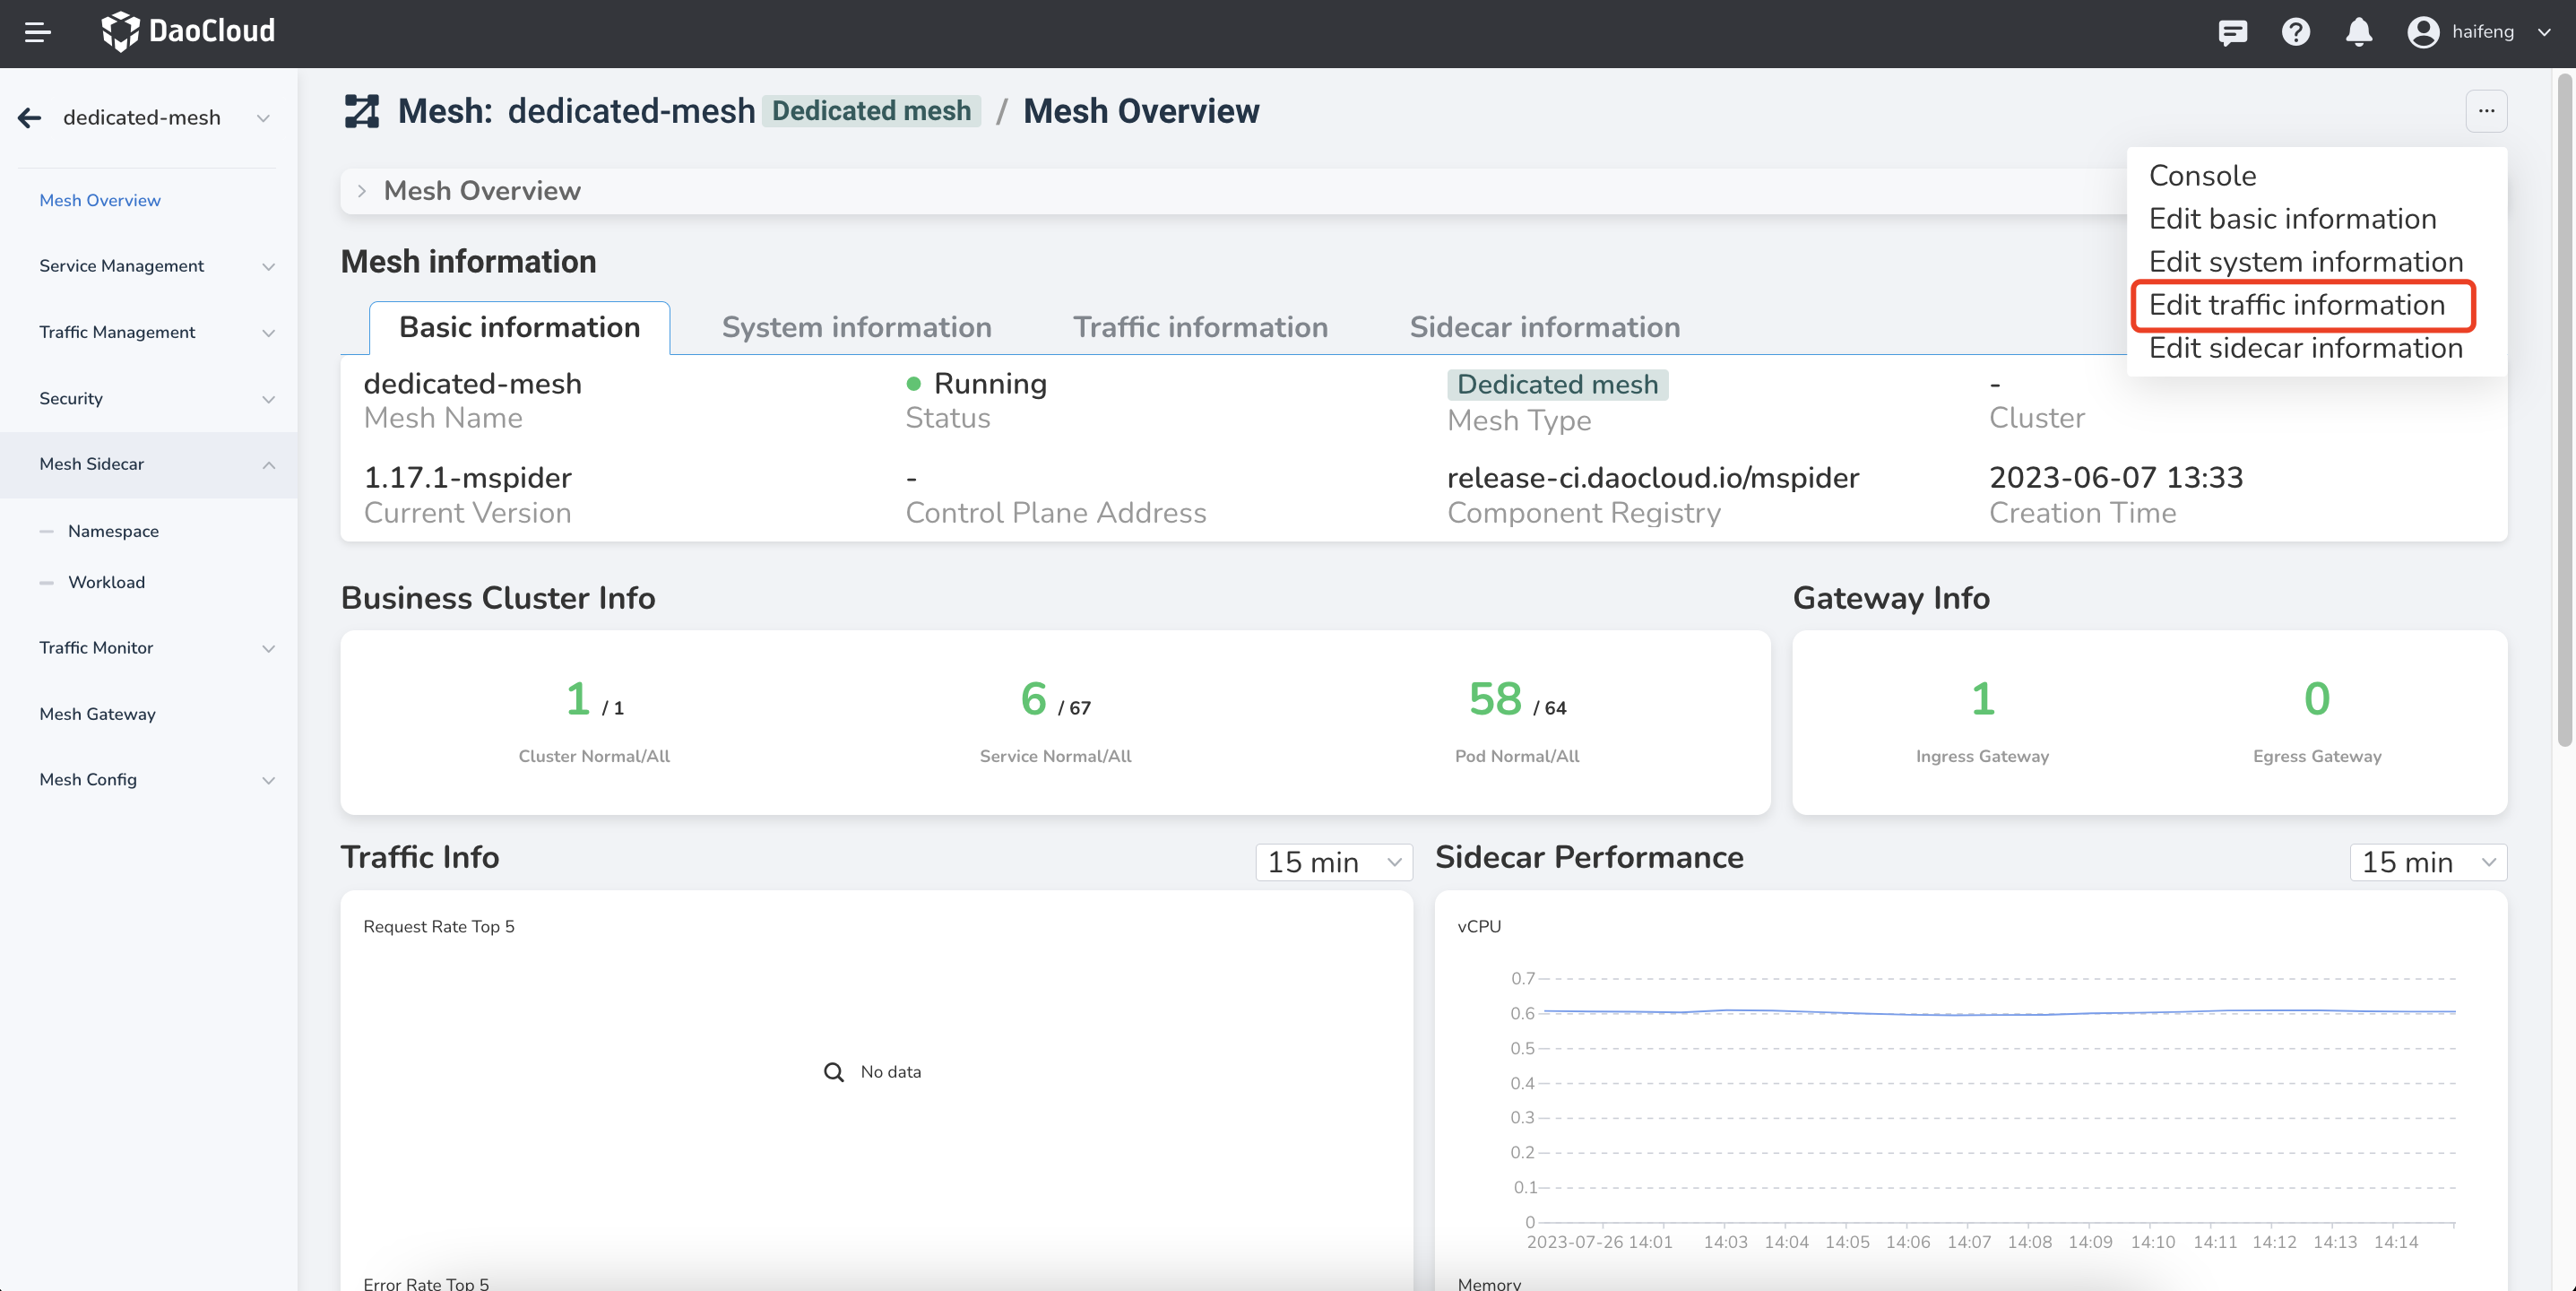 DaoCloud
haifeng
dedicated-mesh
Mesh Overview
Service Management
Traffic Management
Security
Mesh Sidecar
Namespace
Workload
Traffic Monitor
Mesh Gateway
Mesh Config
Mesh: dedicated-mesh Dedicated mesh / Mesh Overview
...
Console
Edit basic information
Edit system information
Edit traffic information
Edit sidecar information
Mesh Overview
Mesh information
Basic information
System information
Traffic information
Sidecar information
dedicated-mesh
Mesh Name
Running
Status
Dedicated mesh
Mesh Type
-
Cluster
1.17.1-mspider
Current Version
-
Control Plane Address
release-ci.daocloud.io/mspider
Component Registry
2023-06-07 13:33
Creation Time
Business Cluster Info
1 / 1
Cluster Normal/All
6 / 67
Service Normal/All
58 / 64
Pod Normal/All
Gateway Info
1
Ingress Gateway
0
Egress Gateway
Traffic Info
15 min
Request Rate Top 5
No data
Error Rate Top 5
Sidecar Performance
15 min
vCPU
0.7
0.6
0.5
0.4
0.3
0.2
0.1
0
2023-07-26 14:01 14:03 14:04 14:05 14:06 14:07 14:08 14:09 14:10 14:11 14:12 14:13 14:14
Memory